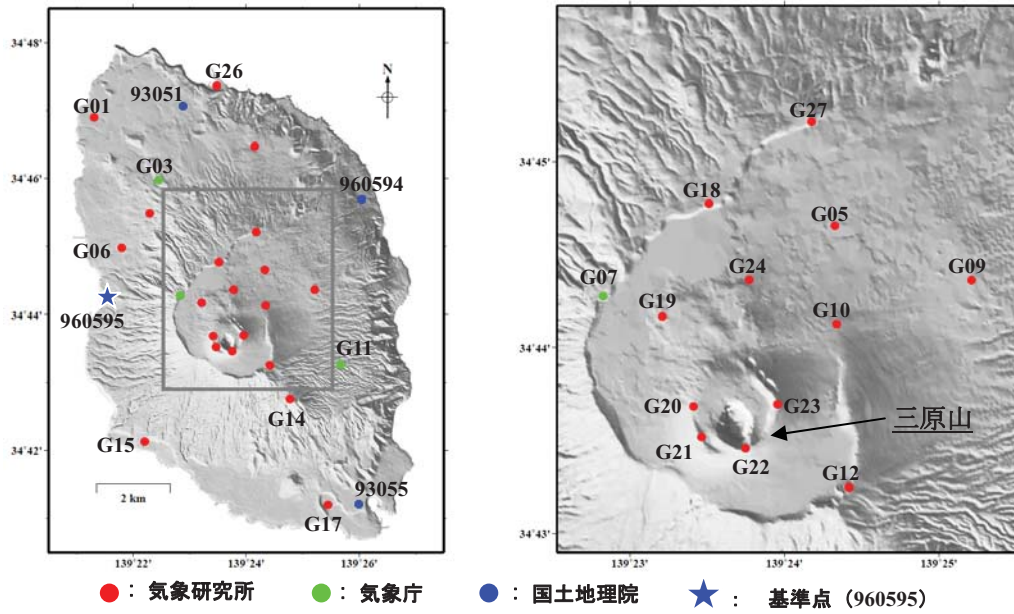 34˚48'
34˚46'
34˚44'
34˚42'
139˚22'
139˚24'
139˚26'
G26
93051
G01
N
G03
960594
G06
960595
G11
G14
G15
2 km
93055
G17
34˚45'
34˚44'
34˚43'
139˚23'
139˚24'
139˚25'
G27
G18
G05
G07
G24
G09
G19
G10
G20
G23
三原山
G21
G22
G12
: 気象研究所
: 気象庁
: 国土地理院
: 基準点（960595）